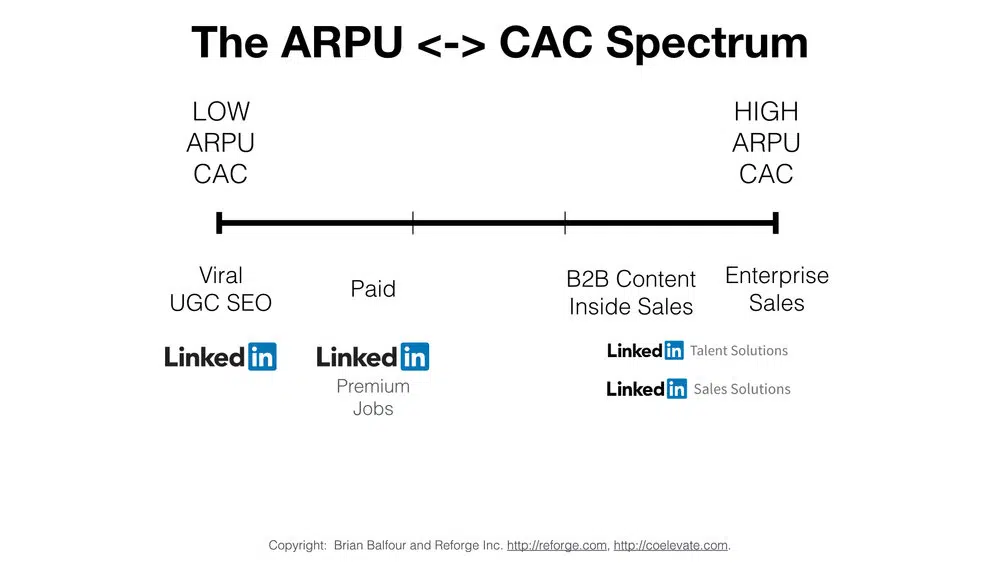 The ARPU <-> CAC Spectrum
LOW
ARPU
CAC
HIGH
ARPU
CAC
Viral
UGC SEO
Paid
B2B Content
Inside Sales
Enterprise
Sales
Linkedin
Linkedin
Premium
Jobs
Linkedin Talent Solutions
Linkedin Sales Solutions
Copyright: Brian Balfour and Reforge Inc. http://reforge.com, http://coelevate.com.